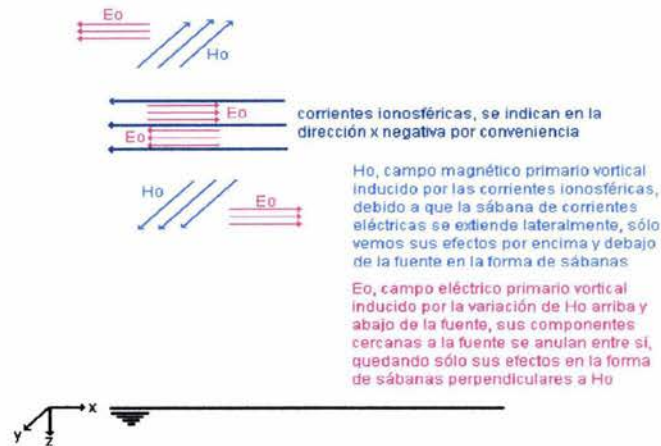 Eo
Ho
Eo
Eo
corrientes ionosféricas, se indican en la
dirección x negativa por conveniencia
Ho
Eo
Ho, campo magnético primario vortical
inducido por las corrientes ionosféricas,
debido a que la sábana de corrientes
eléctricas se extiende lateralmente, sólo
vemos sus efectos por encima y debajo
de la fuente en la forma de sábanas
Eo, campo eléctrico primario vortical
inducido por la variación de Ho arriba y
abajo de la fuente, sus componentes
cercanas a la fuente se anulan entre sí,
quedando sólo sus efectos en la forma
de sábanas perpendiculares a Ho
x
y
z